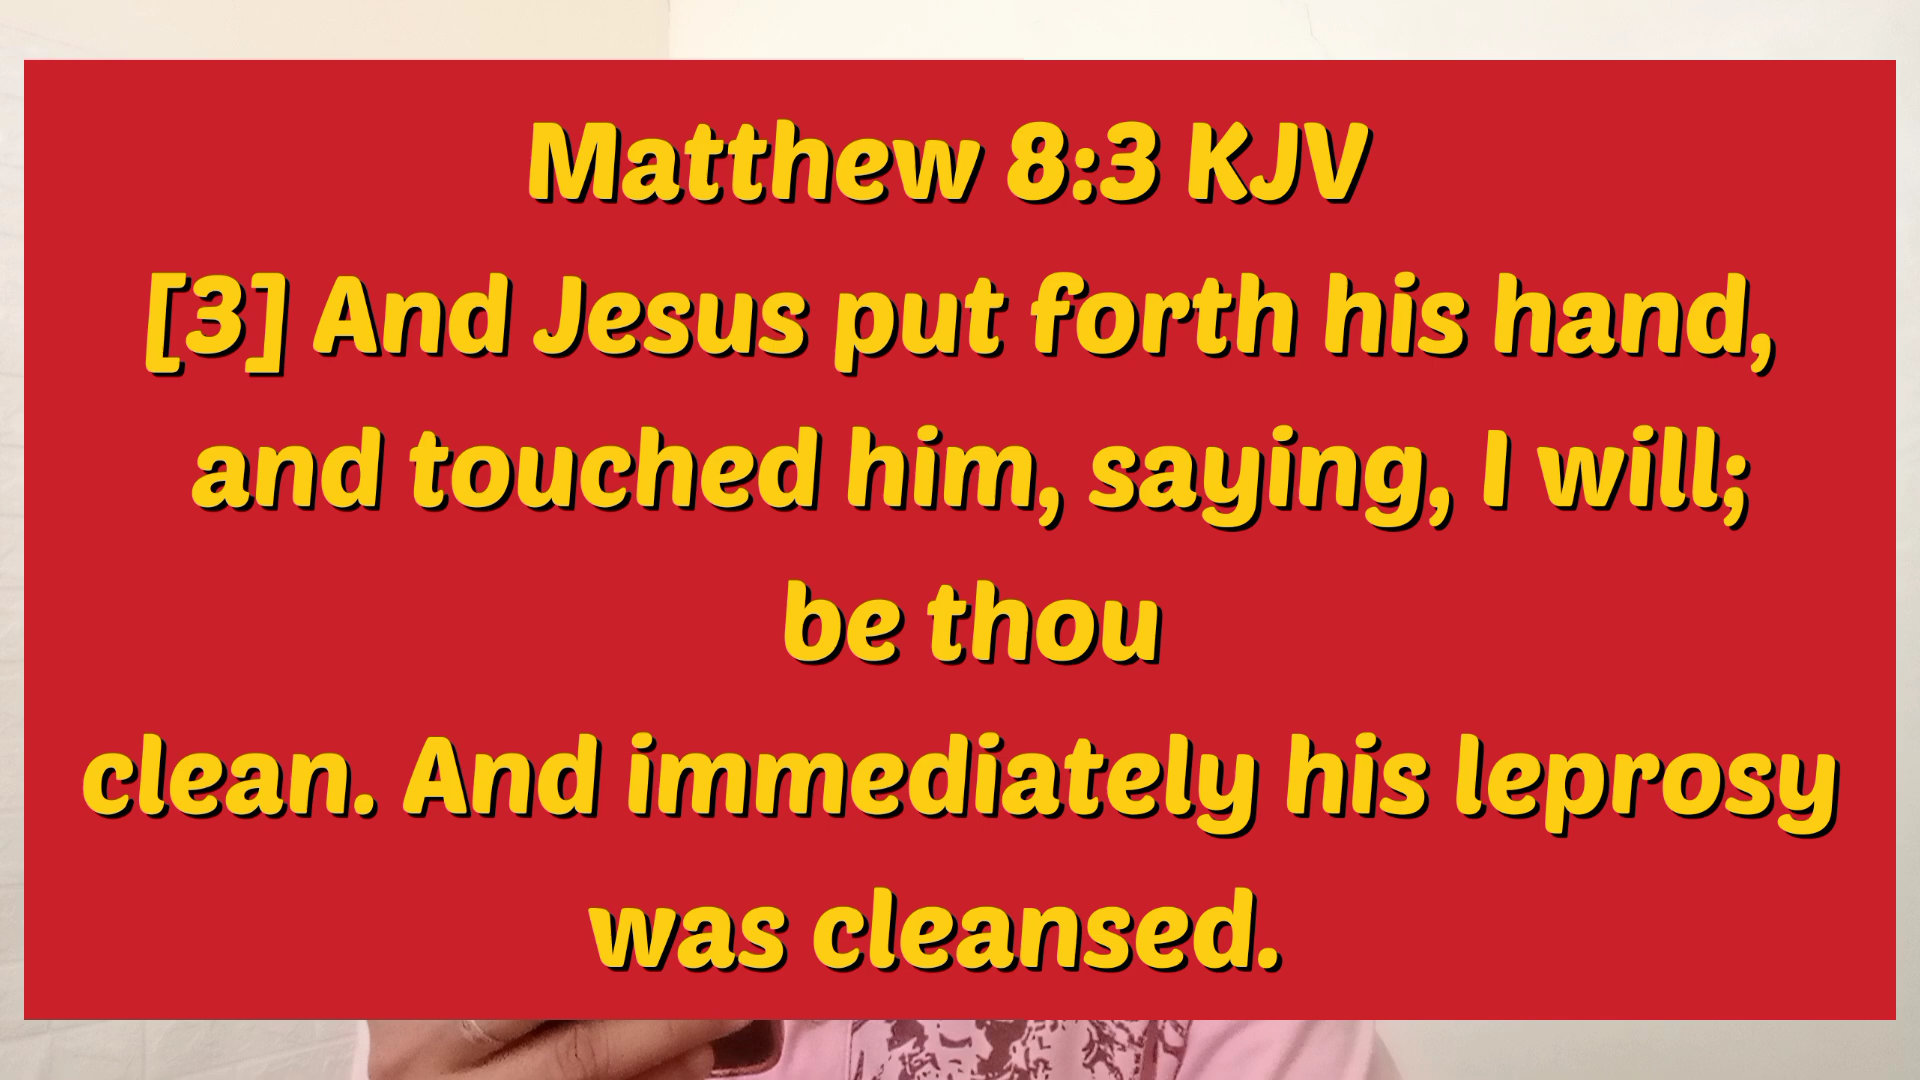 Matthew 8:3 KJV
[3] And Jesus put forth his hand,
and touched him, saying, I will;
be thou
clean. And immediately his leprosy
was cleansed.